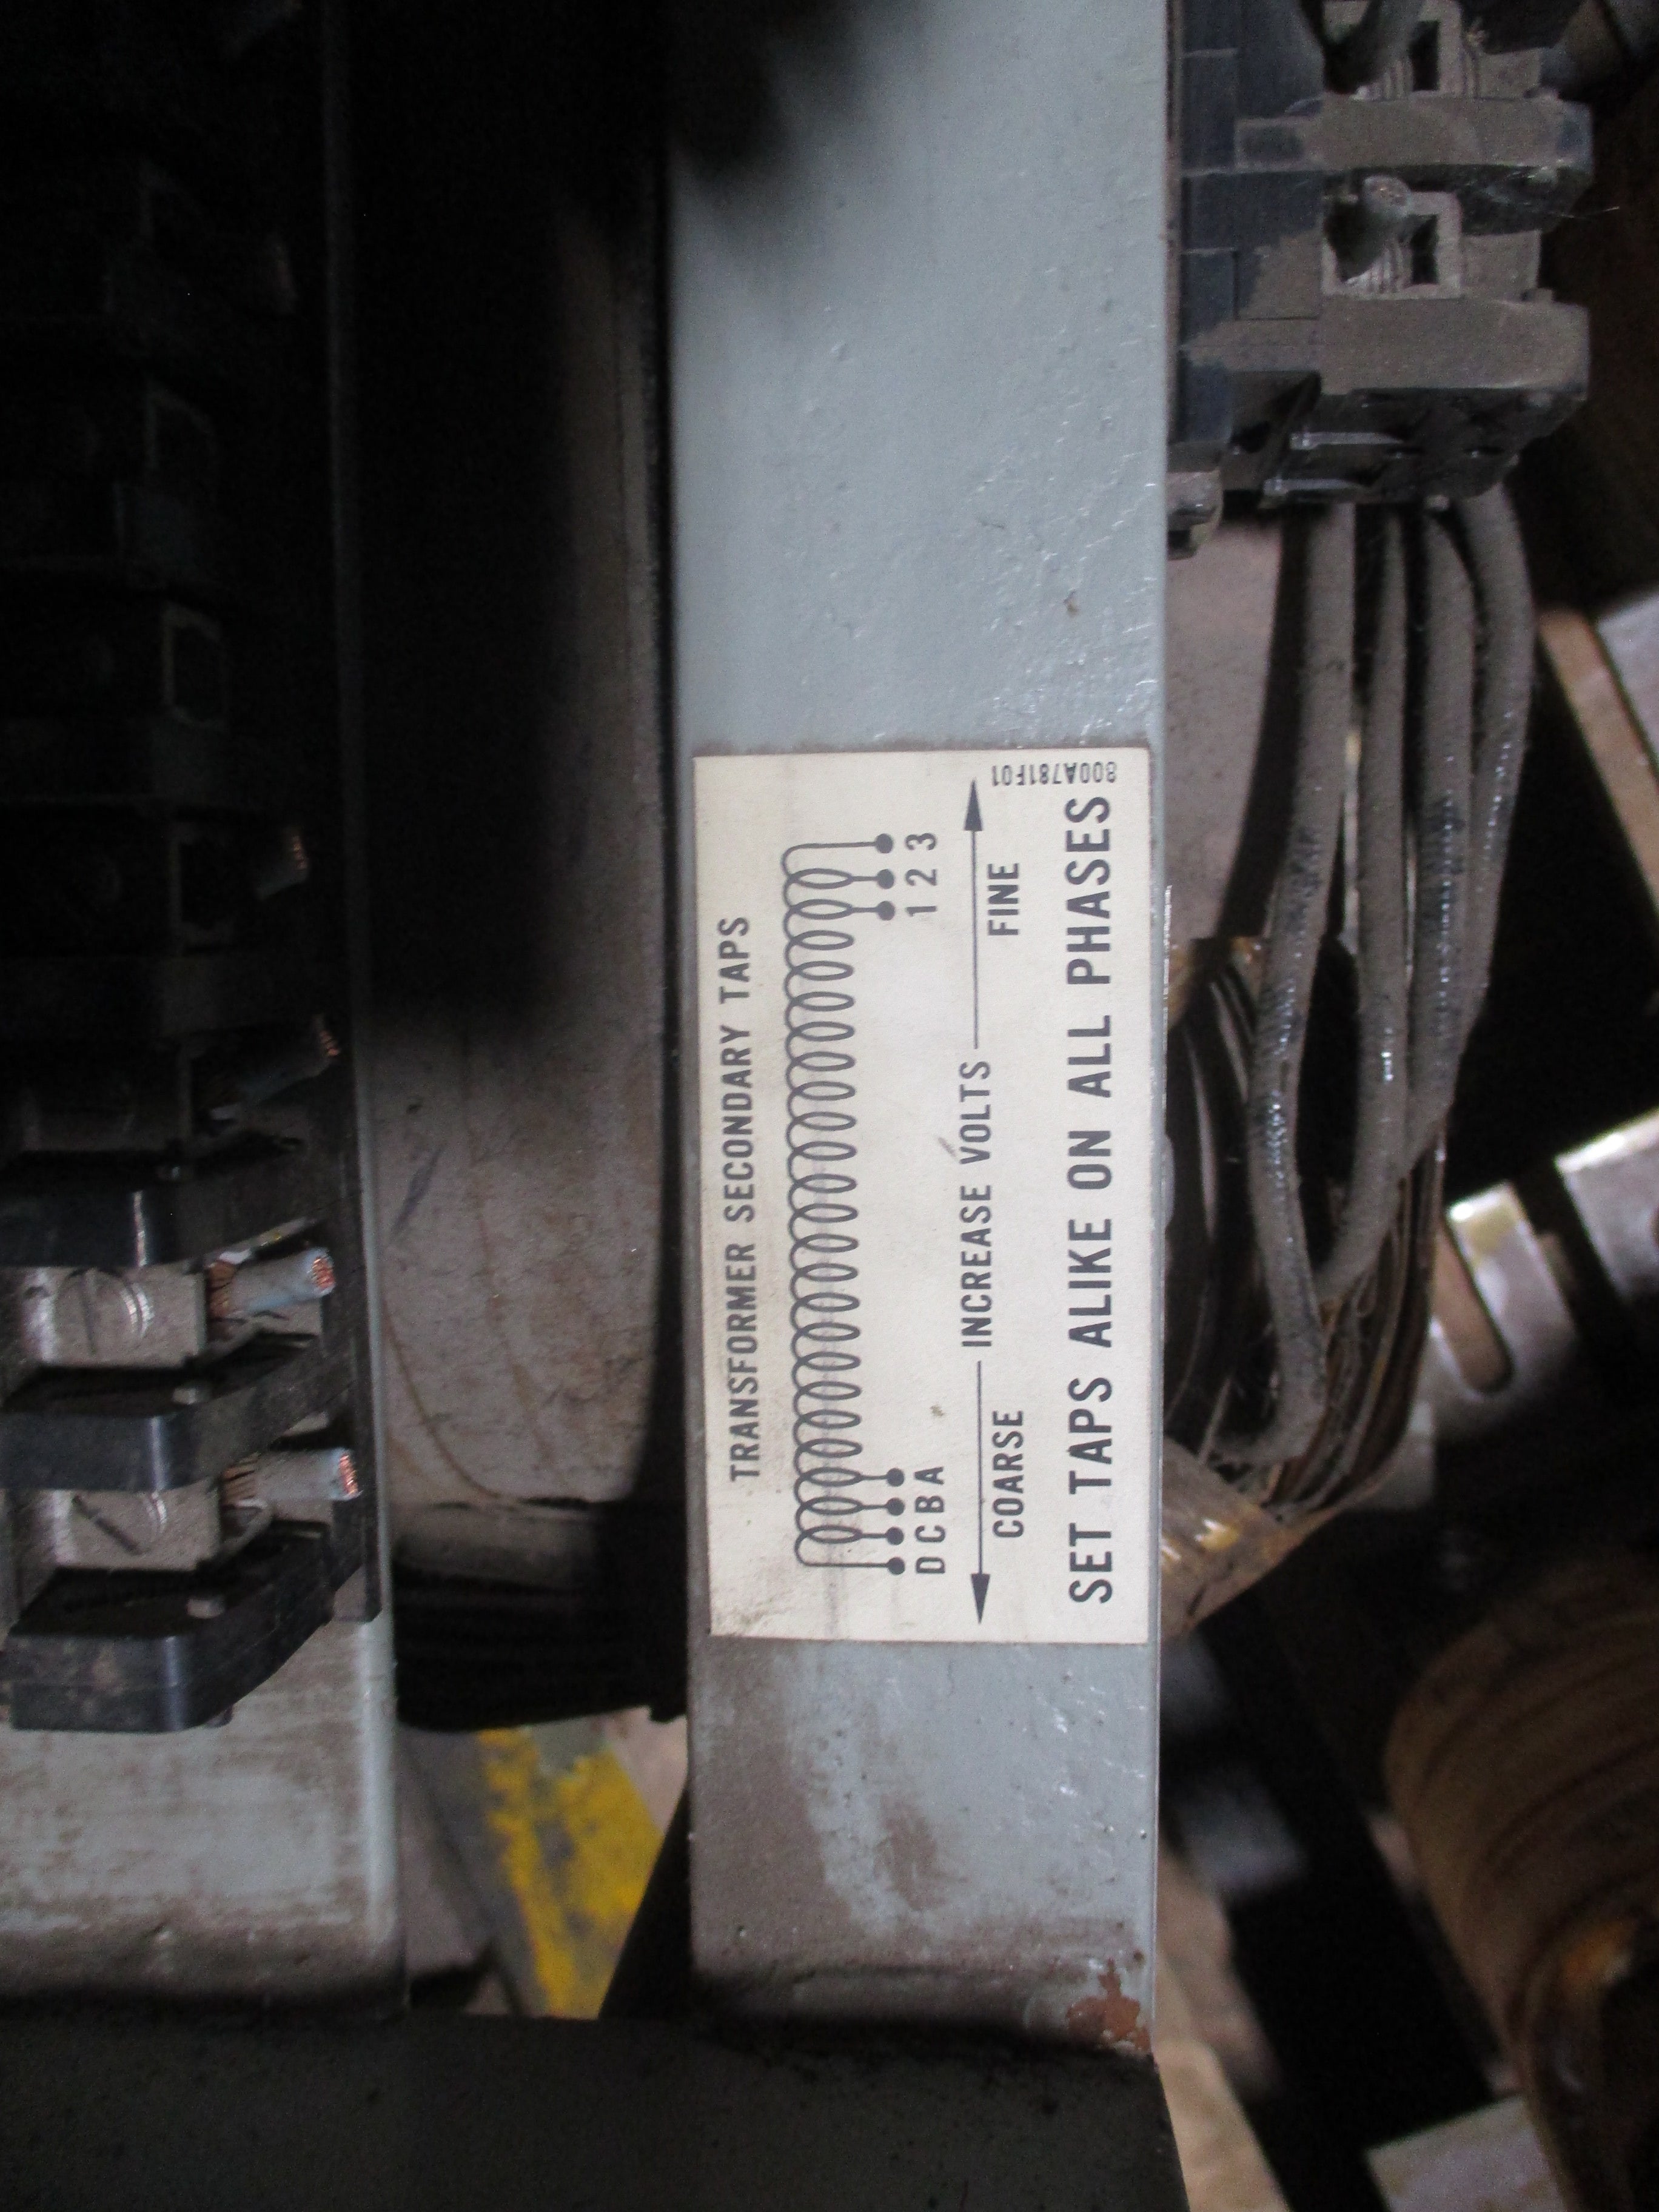 TRANSFORMER SECONDARY TAPS
D C B A 1 2 3
INCREASE VOLTS
COARSE FINE
800A781F01
SET TAPS ALIKE ON ALL PHASES